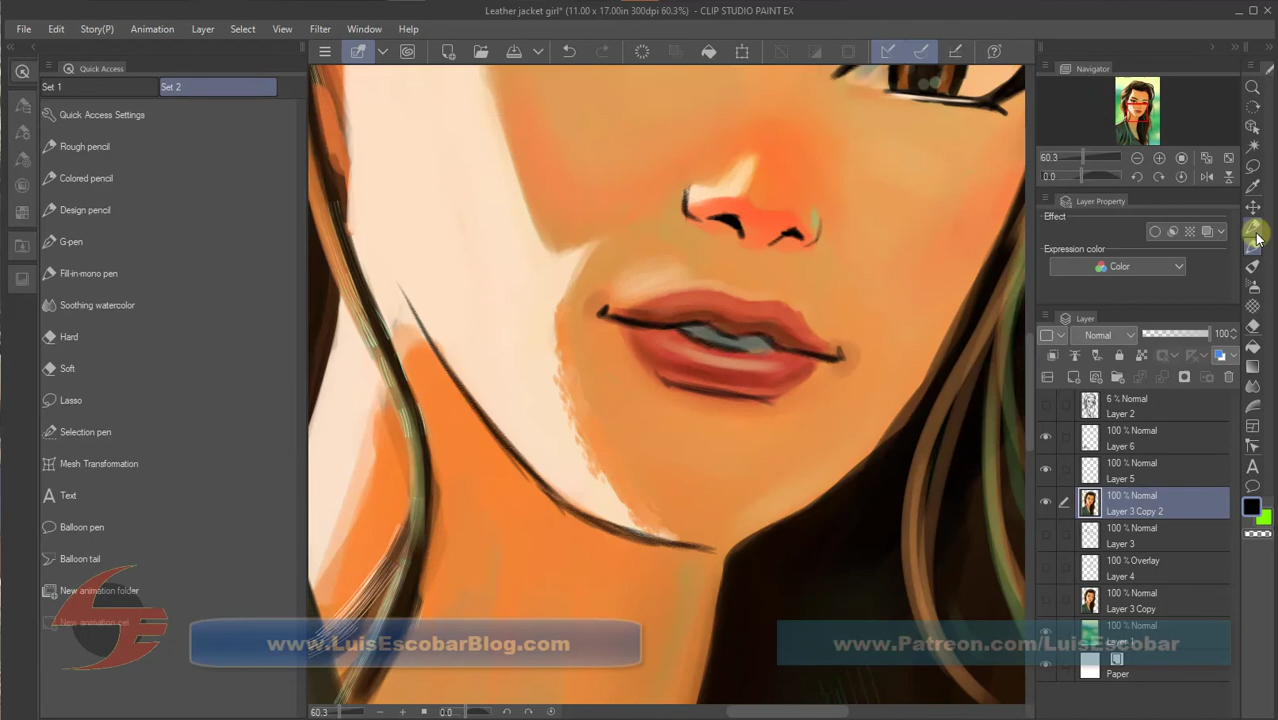 Leather jacket girl* (11.00 x 17.00in 300dpi 60.3%) - CLIP STUDIO PAINT EX
File Edit Story(P) Animation Layer Select View Filter Window Help
Quick Access
Set 1 Set 2
Quick Access Settings
Rough pencil
Colored pencil
Design pencil
G-pen
Fill-in-mono pen
Soothing watercolor
Hard
Soft
Lasso
Selection pen
Mesh Transformation
Text
Balloon pen
Balloon tail
New animation folder
New animation cel
Navigator
60.3
0.0
Layer Property
Effect
Expression color
Color
Layer
Normal 100
6 % Normal
Layer 2
100 % Normal
Layer 6
100 % Normal
Layer 5
100 % Normal
Layer 3 Copy 2
100 % Normal
Layer 3
100 % Overlay
Layer 4
100 % Normal
Layer 3 Copy
100 % Normal
Layer 1
Paper
www.LuisEscobarBlog.com
www.Patreon.com/LuisEscobar
60.3 0.0